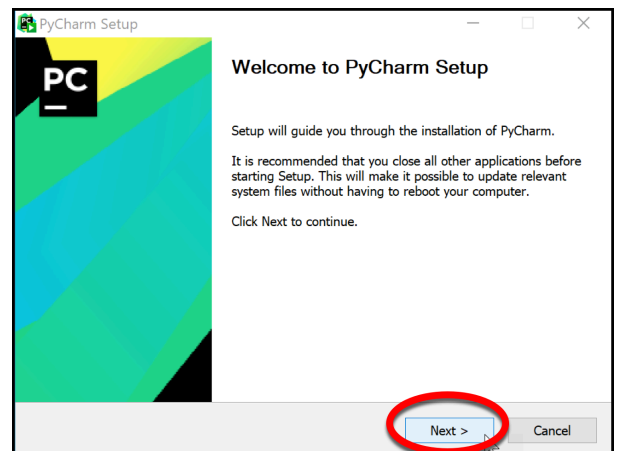 PyCharm Setup
PC
Welcome to PyCharm Setup
Setup will guide you through the installation of PyCharm.
It is recommended that you close all other applications before
starting Setup. This will make it possible to update relevant
system files without having to reboot your computer.
Click Next to continue.
Next >
Cancel